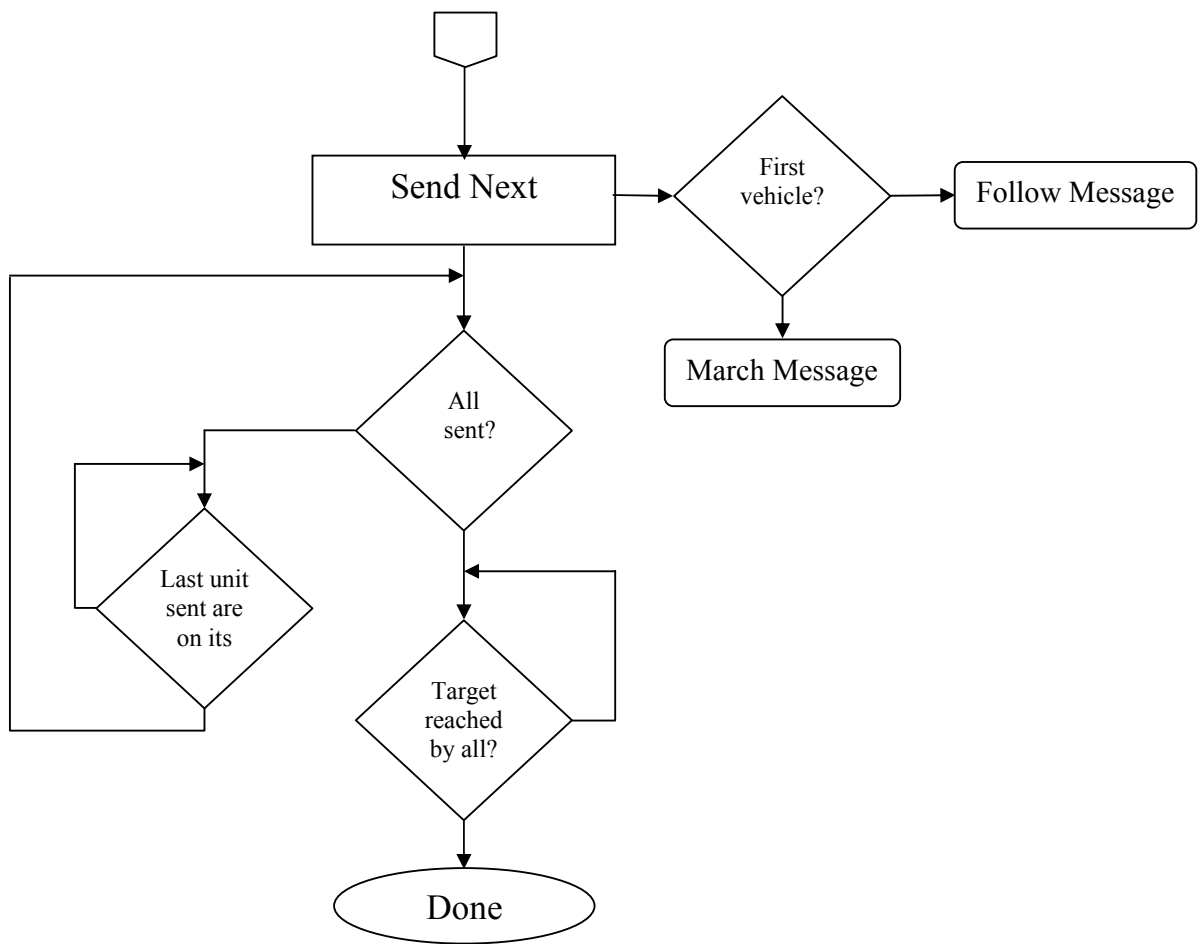 Send Next
First
vehicle?
Follow Message
March Message
All
sent?
Last unit
sent are
on its
Target
reached
by all?
Done